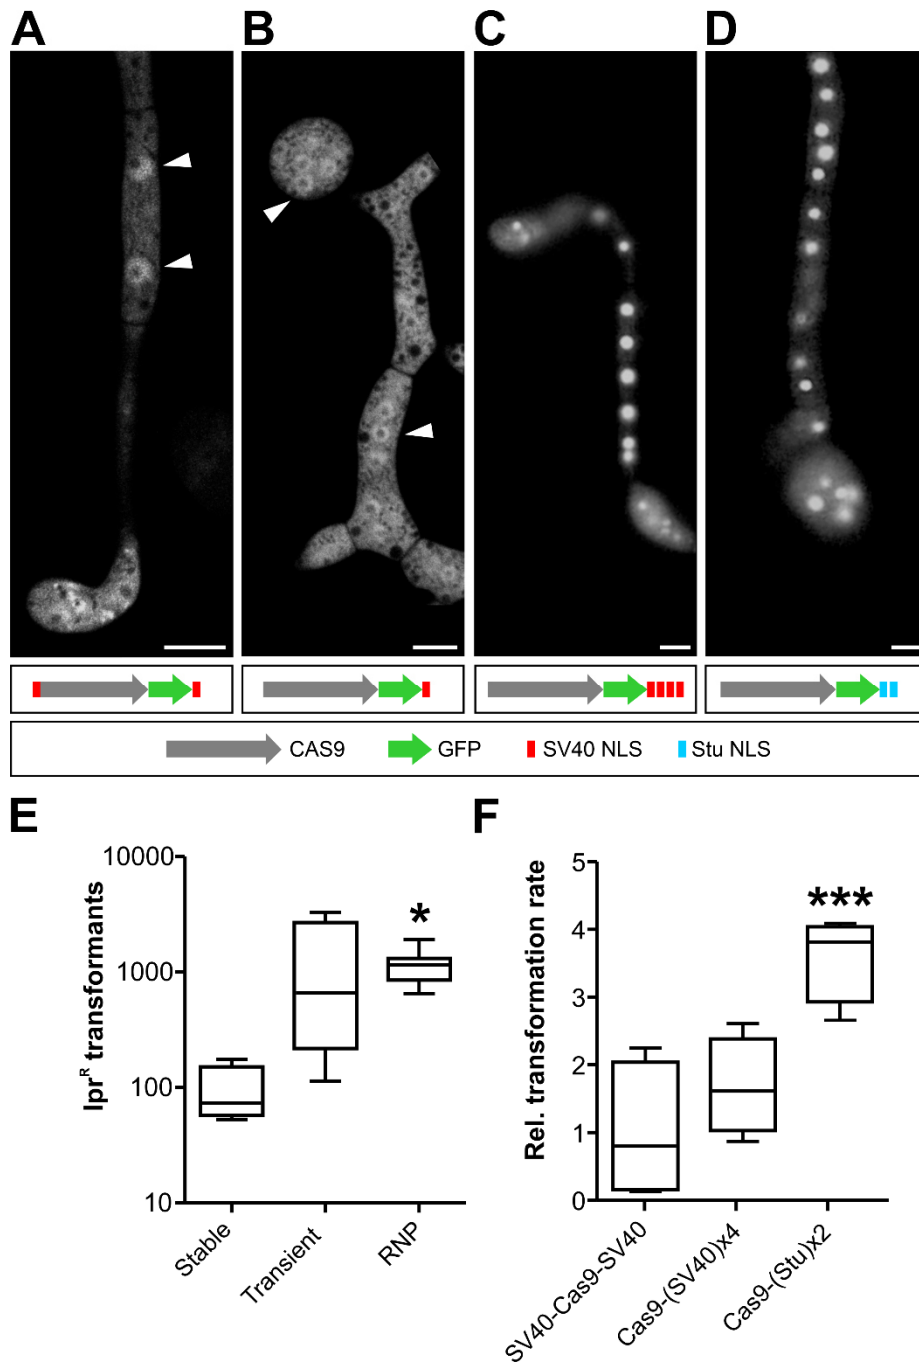 A B C D
CAS9 GFP SV40 NLS Stu NLS
E
Ipr^R transformants
10000
1000
100
10
*
Stable
Transient
RNP
F
Rel. transformation rate
5
4
3
2
1
0
***
SV40-Cas9-SV40
Cas9-(SV40)x4
Cas9-(Stu)x2